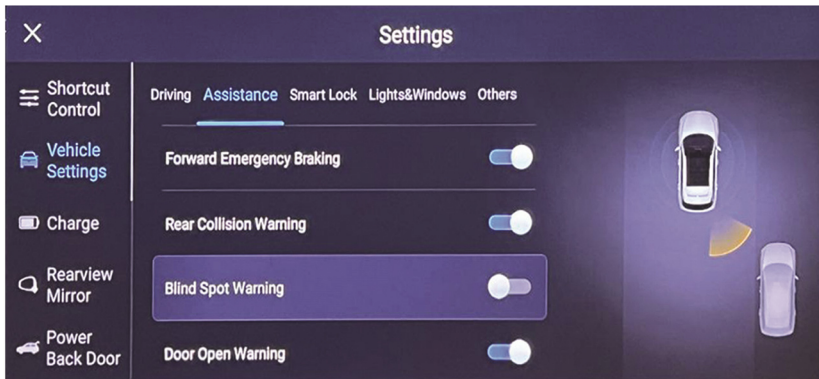 Settings
Shortcut
Control
Vehicle
Settings
Charge
Rearview
Mirror
Power
Back Door
Driving Assistance Smart Lock Lights&Windows Others
Forward Emergency Braking
Rear Collision Warning
Blind Spot Warning
Door Open Warning